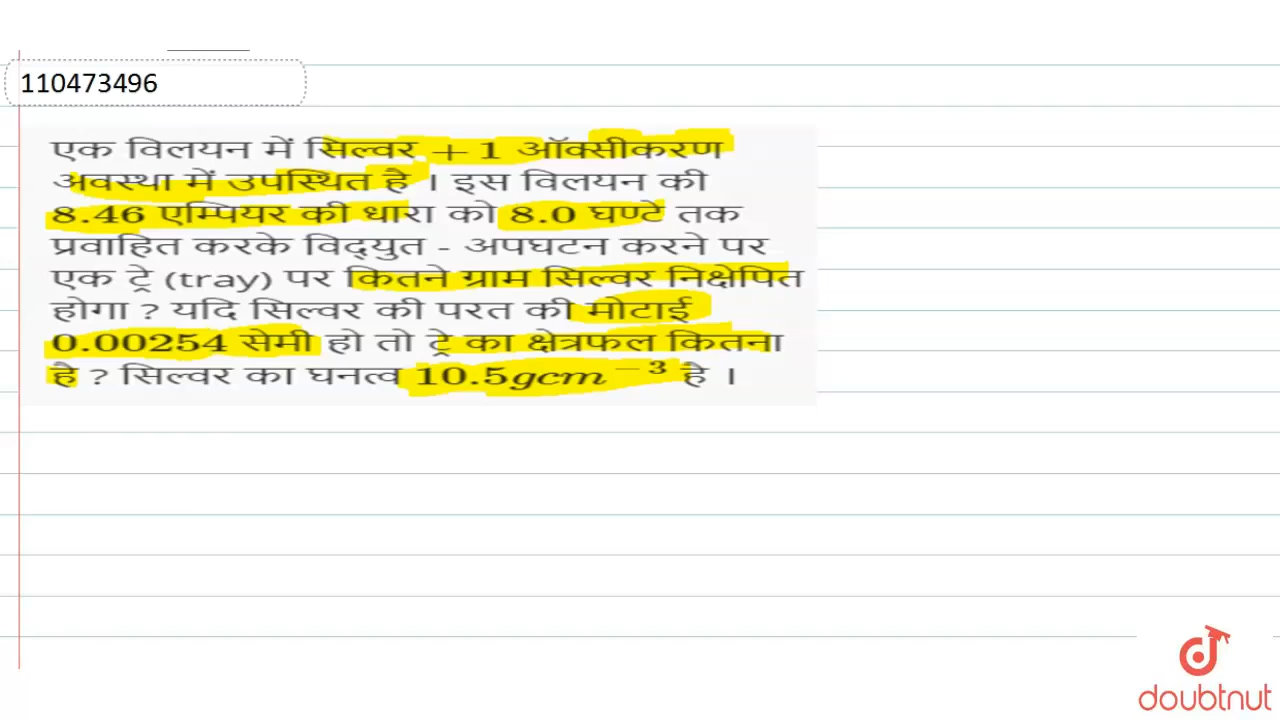 110473496
एक विलयन में सिल्वर +1 ऑक्सीकरण
अवस्था में उपस्थित है । इस विलयन की
8.46 एम्पियर की धारा को 8.0 घण्टे तक
प्रवाहित करके विद्युत - अपघटन करने पर
एक ट्रे (tray) पर कितने ग्राम सिल्वर निक्षेपित
होगा ? यदि सिल्वर की परत की मोटाई
0.00254 सेमी हो तो ट्रे का क्षेत्रफल कितना
है ? सिल्वर का घनत्व 10.5gcm⁻³ है ।
doubtnut